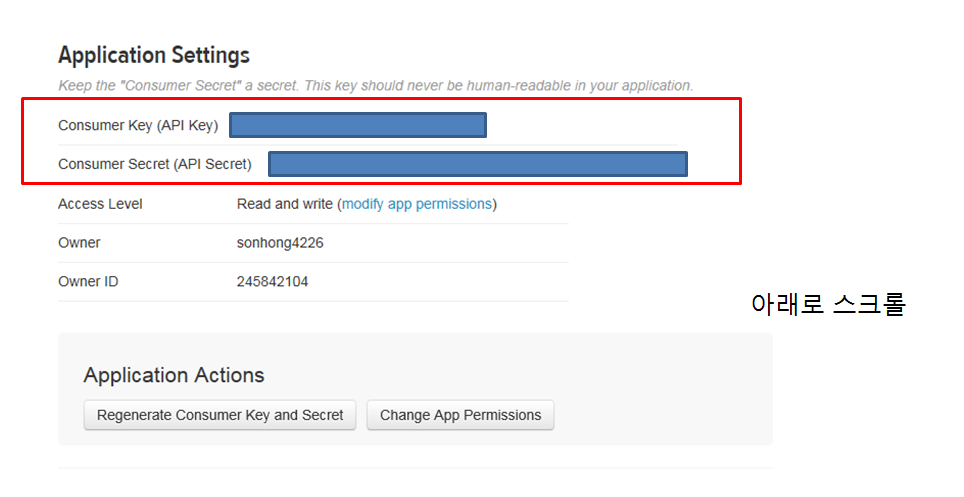 Application Settings
Keep the "Consumer Secret" a secret. This key should never be human-readable in your application.
Consumer Key (API Key)
Consumer Secret (API Secret)
Access Level Read and write (modify app permissions)
Owner sonhong4226
Owner ID 245842104
아래로 스크롤
Application Actions
Regenerate Consumer Key and Secret Change App Permissions